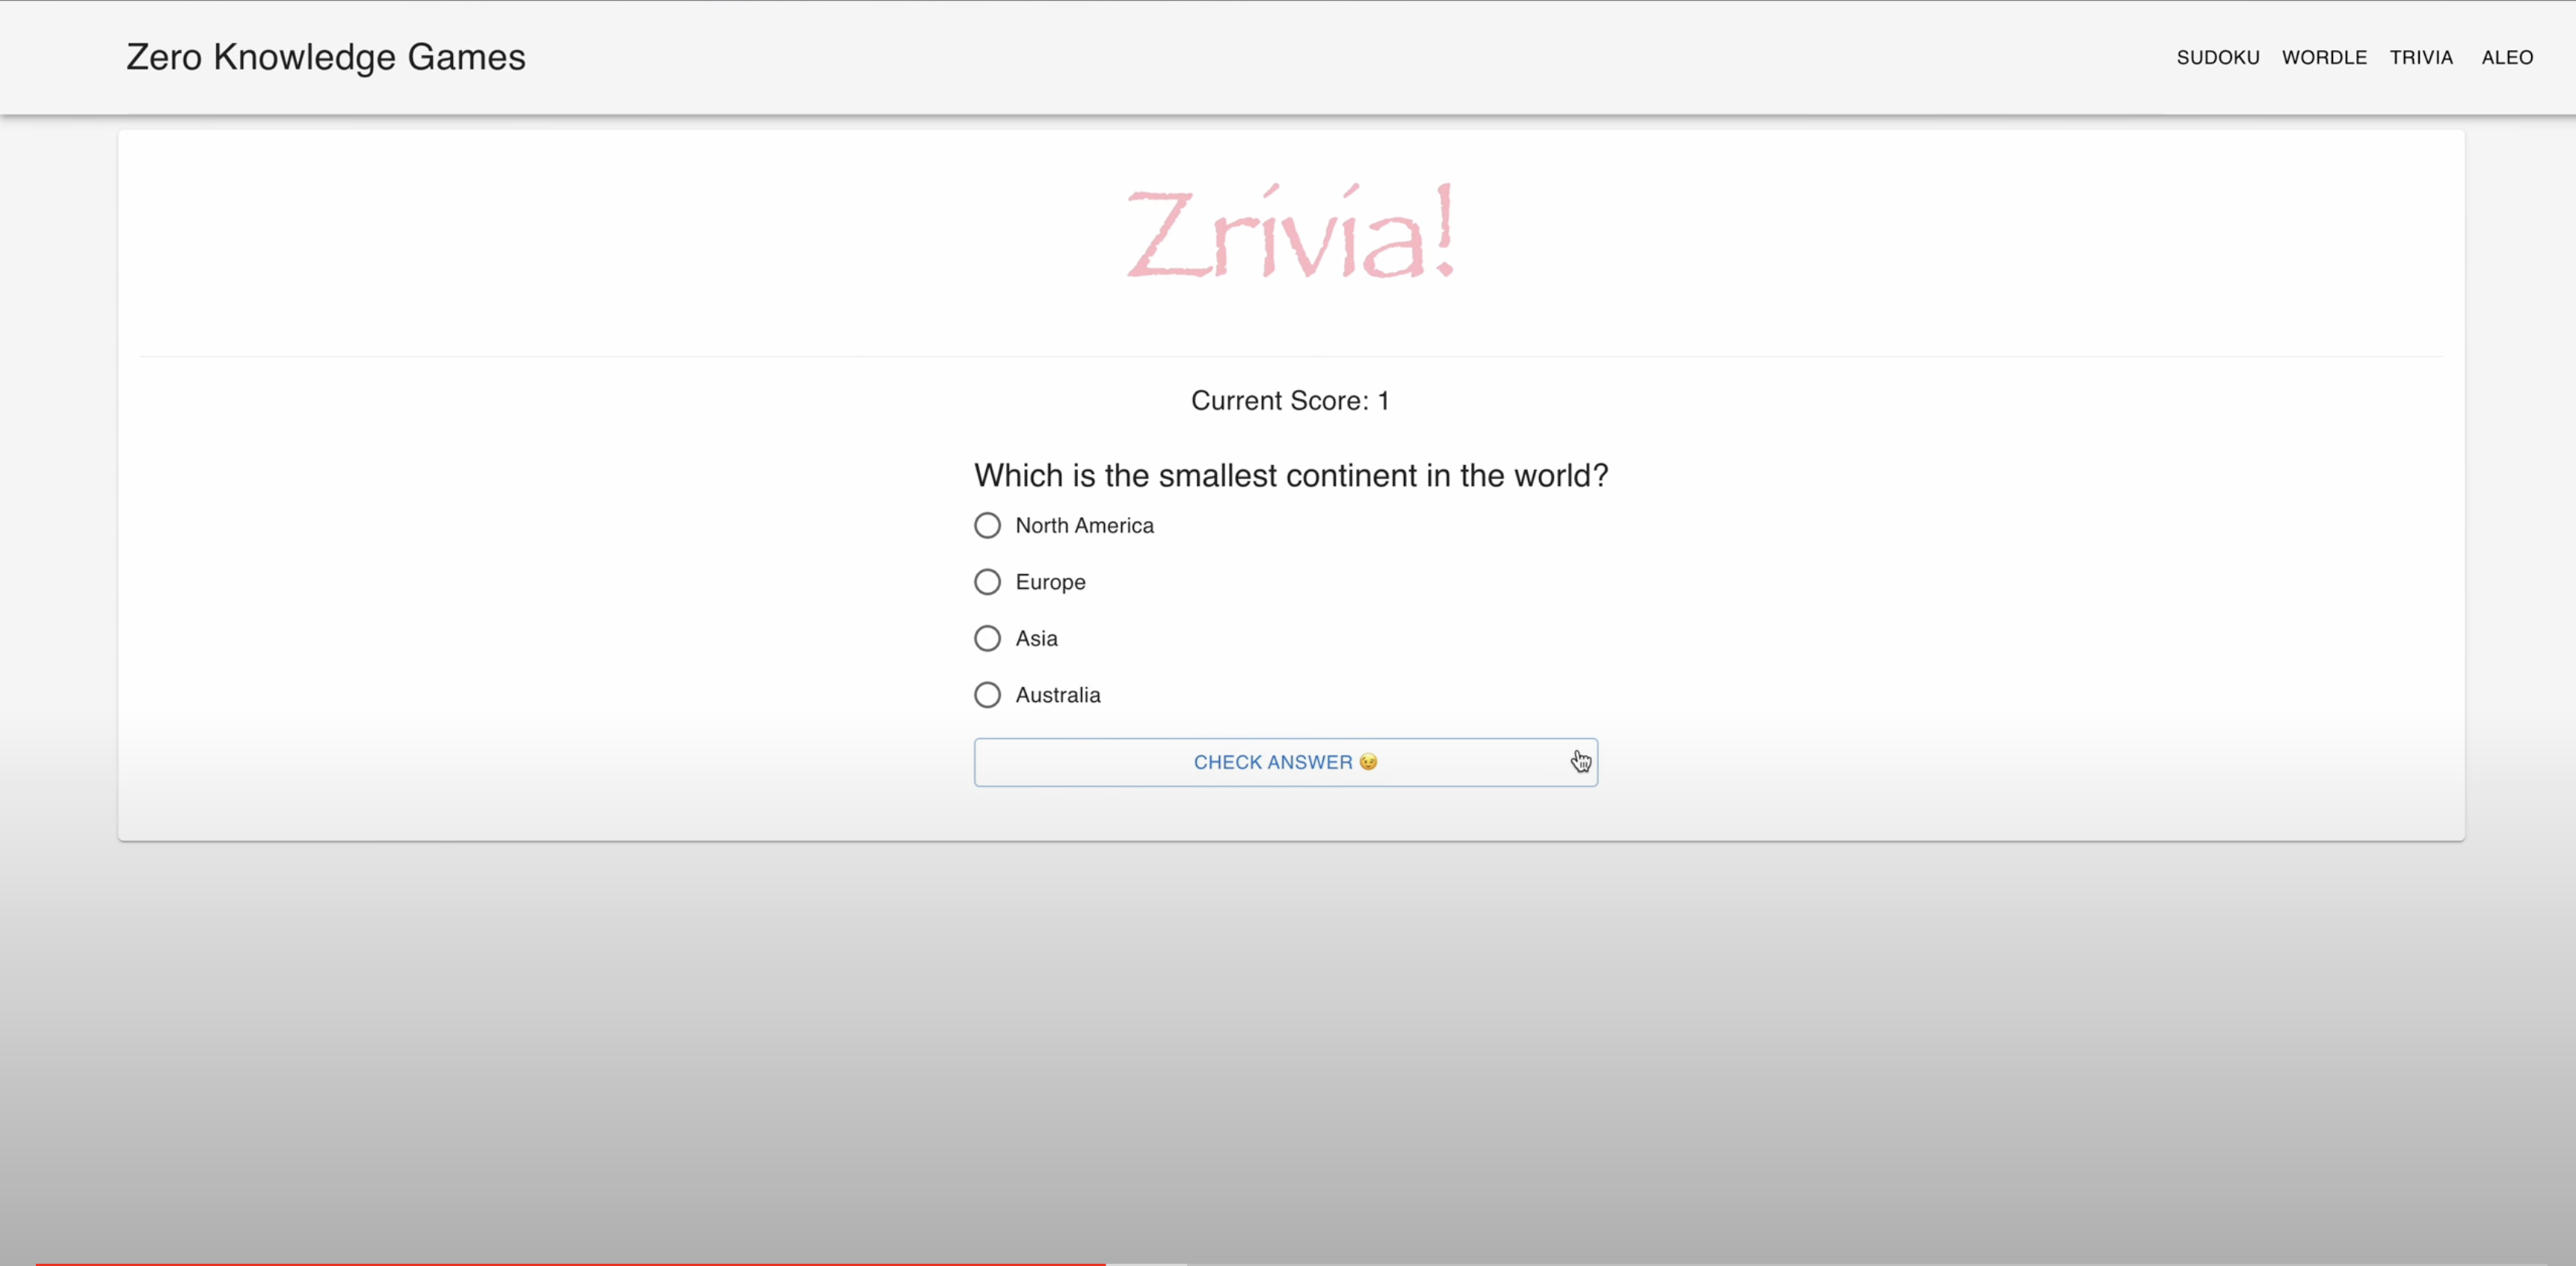 Zero Knowledge Games
SUDOKU WORDLE TRIVIA ALEO
Zrivia!
Current Score: 1
Which is the smallest continent in the world?
North America
Europe
Asia
Australia
CHECK ANSWER 😉